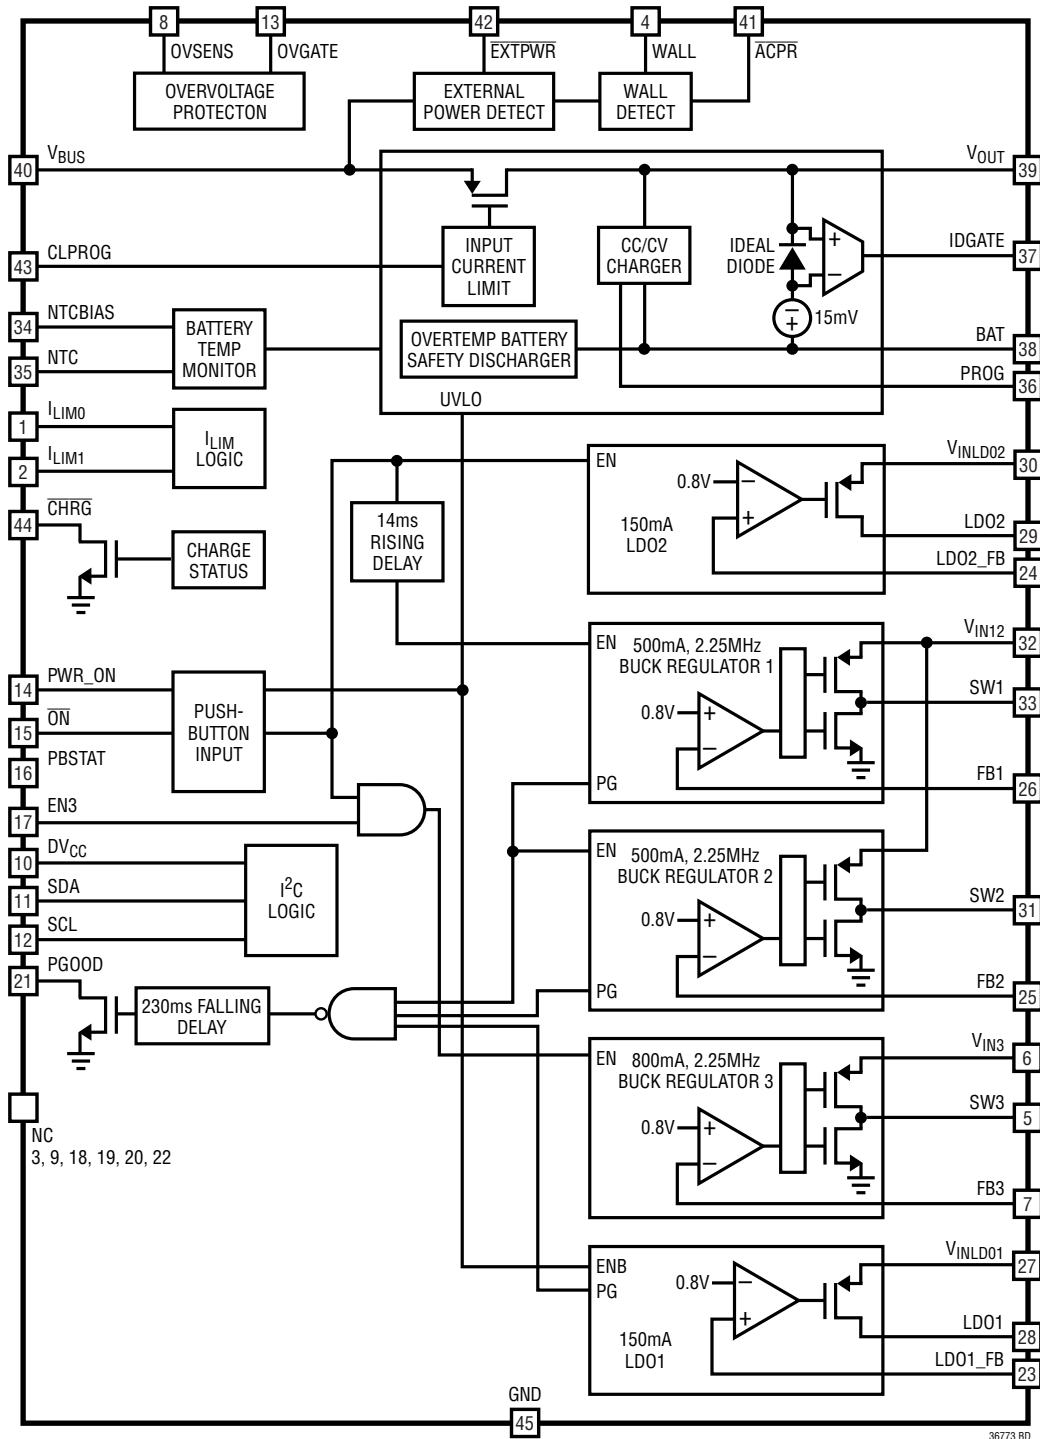 8
13
42
4
41
OVSENS
OVGATE
EXTPWR
WALL
ACPR
OVERVOLTAGE
PROTECTON
EXTERNAL
POWER DETECT
WALL
DETECT
VBUS
40
VOUT
39
CLPROG
43
INPUT
CURRENT
LIMIT
CC/CV
CHARGER
IDEAL
DIODE
+
−
−
+
15mV
IDGATE
37
NTCBIAS
34
NTC
35
BATTERY
TEMP
MONITOR
OVERTEMP BATTERY
SAFETY DISCHARGER
BAT
38
PROG
36
UVLO
ILIM0
1
ILIM1
2
ILIM
LOGIC
CHRG
44
CHARGE
STATUS
14ms
RISING
DELAY
EN
0.8V
−
+
150mA
LDO2
VINLD02
30
LDO2
29
LDO2_FB
24
PWR_ON
14
ON
15
PBSTAT
16
PUSH-
BUTTON
INPUT
EN3
17
EN
500mA, 2.25MHz
BUCK REGULATOR 1
0.8V
+
−
PG
VIN12
32
SW1
33
FB1
26
DVCC
10
SDA
11
SCL
12
I2C
LOGIC
EN
500mA, 2.25MHz
BUCK REGULATOR 2
0.8V
+
−
PG
SW2
31
FB2
25
PGOOD
21
230ms FALLING
DELAY
EN
800mA, 2.25MHz
BUCK REGULATOR 3
0.8V
+
−
VIN3
6
SW3
5
FB3
7
NC
3, 9, 18, 19, 20, 22
ENB
PG
0.8V
−
+
150mA
LDO1
VINLD01
27
LDO1
28
LDO1_FB
23
GND
45
36773 BD